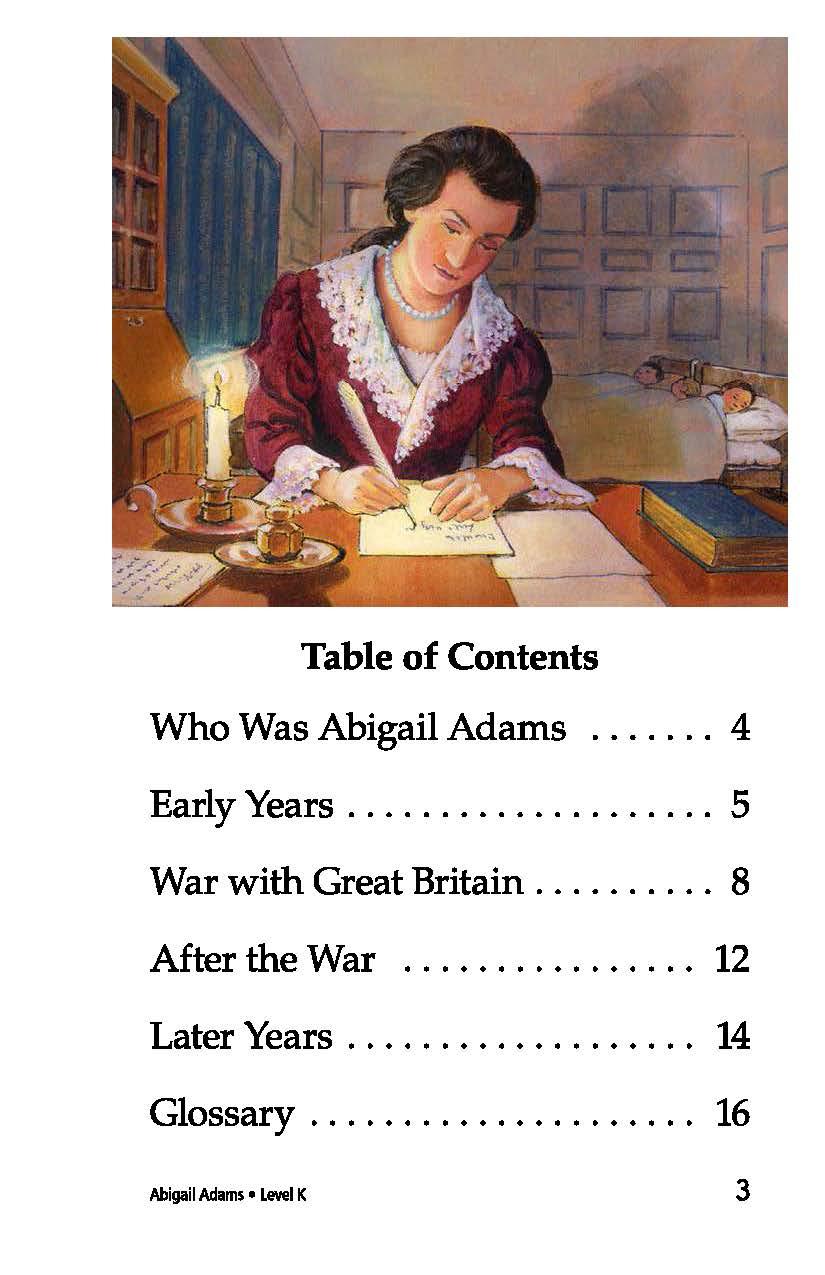 Table of Contents
Who Was Abigail Adams ....... 4
Early Years .................... 5
War with Great Britain .......... 8
After the War ................ 12
Later Years ................... 14
Glossary ..................... 16
Abigail Adams • Level K 3